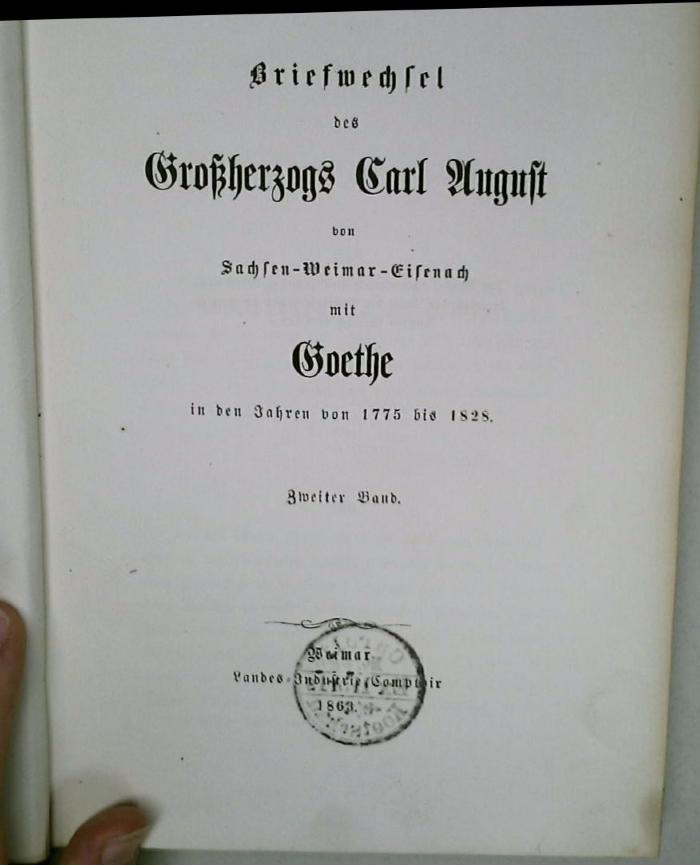 Briefwechsel
des
Großherzogs Carl August
von
Sachsen-Weimar-Eisenach
mit
Goethe
in den Jahren von 1775 bis 1828.
Zweiter Band.
Weimar
Landes-Industrie-Comptoir
1863.